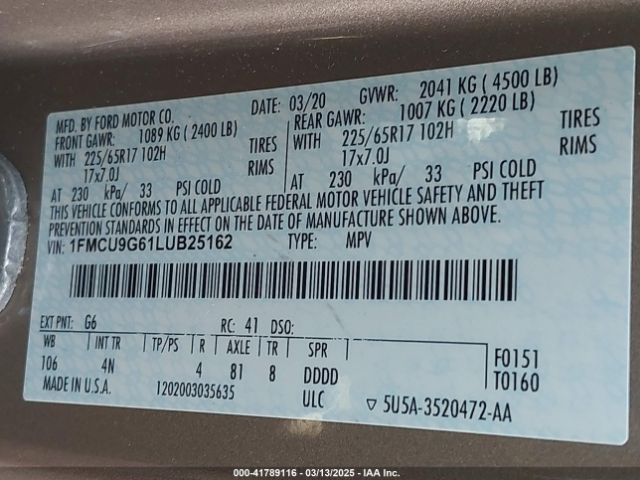 MFD. BY FORD MOTOR CO. DATE: 03/20 GVWR: 2041 KG ( 4500 LB)
FRONT GAWR: 1089 KG ( 2400 LB) REAR GAWR: 1007 KG ( 2220 LB)
WITH 225/65R17 102H TIRES WITH 225/65R17 102H TIRES
17x7.0J RIMS 17x7.0J RIMS
AT 230 kPa/ 33 PSI COLD AT 230 kPa/ 33 PSI COLD
THIS VEHICLE CONFORMS TO ALL APPLICABLE FEDERAL MOTOR VEHICLE SAFETY AND THEFT
PREVENTION STANDARDS IN EFFECT ON THE DATE OF MANUFACTURE SHOWN ABOVE.
VIN: 1FMCU9G61LUB25162 TYPE: MPV
EXT PNT: G6 RC: 41 DSO:
WB INT TR TP/PS R AXLE TR SPR
106 4N 4 81 8 DDDD
F0151
T0160
MADE IN U.S.A. 1202003035635 ULC ▽ 5U5A-3520472-AA
000-41789116 - 03/13/2025 - IAA Inc.